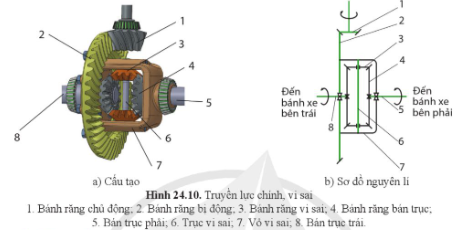 1
2
3
4
5
6
7
8
1
2
3
4
5
6
7
8
Đến
bánh xe
bên trái
Đến
bánh xe
bên phải
a) Cấu tạo
b) Sơ đồ nguyên lí
Hình 24.10. Truyền lực chính, vi sai
1. Bánh răng chủ động; 2. Bánh răng bị động; 3. Bánh răng vi sai; 4. Bánh răng bán trục;
5. Bán trục phải; 6. Trục vi sai; 7. Vỏ vi sai; 8. Bán trục trái.